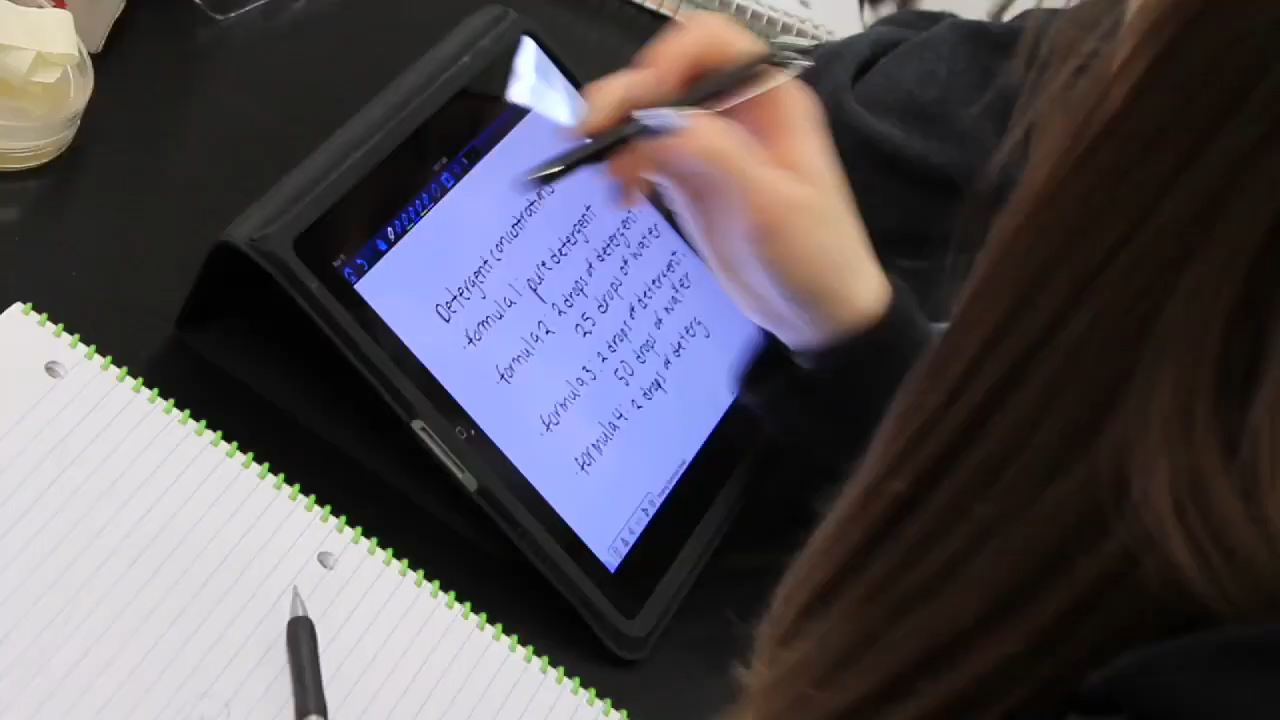 Detergent concentrations
. formula 1: pure detergent
. formula 2: 2 drops of detergent:
25 drops of water
. formula 3: 2 drops of detergent:
50 drops of water
. formula 4: 2 drops of deterg